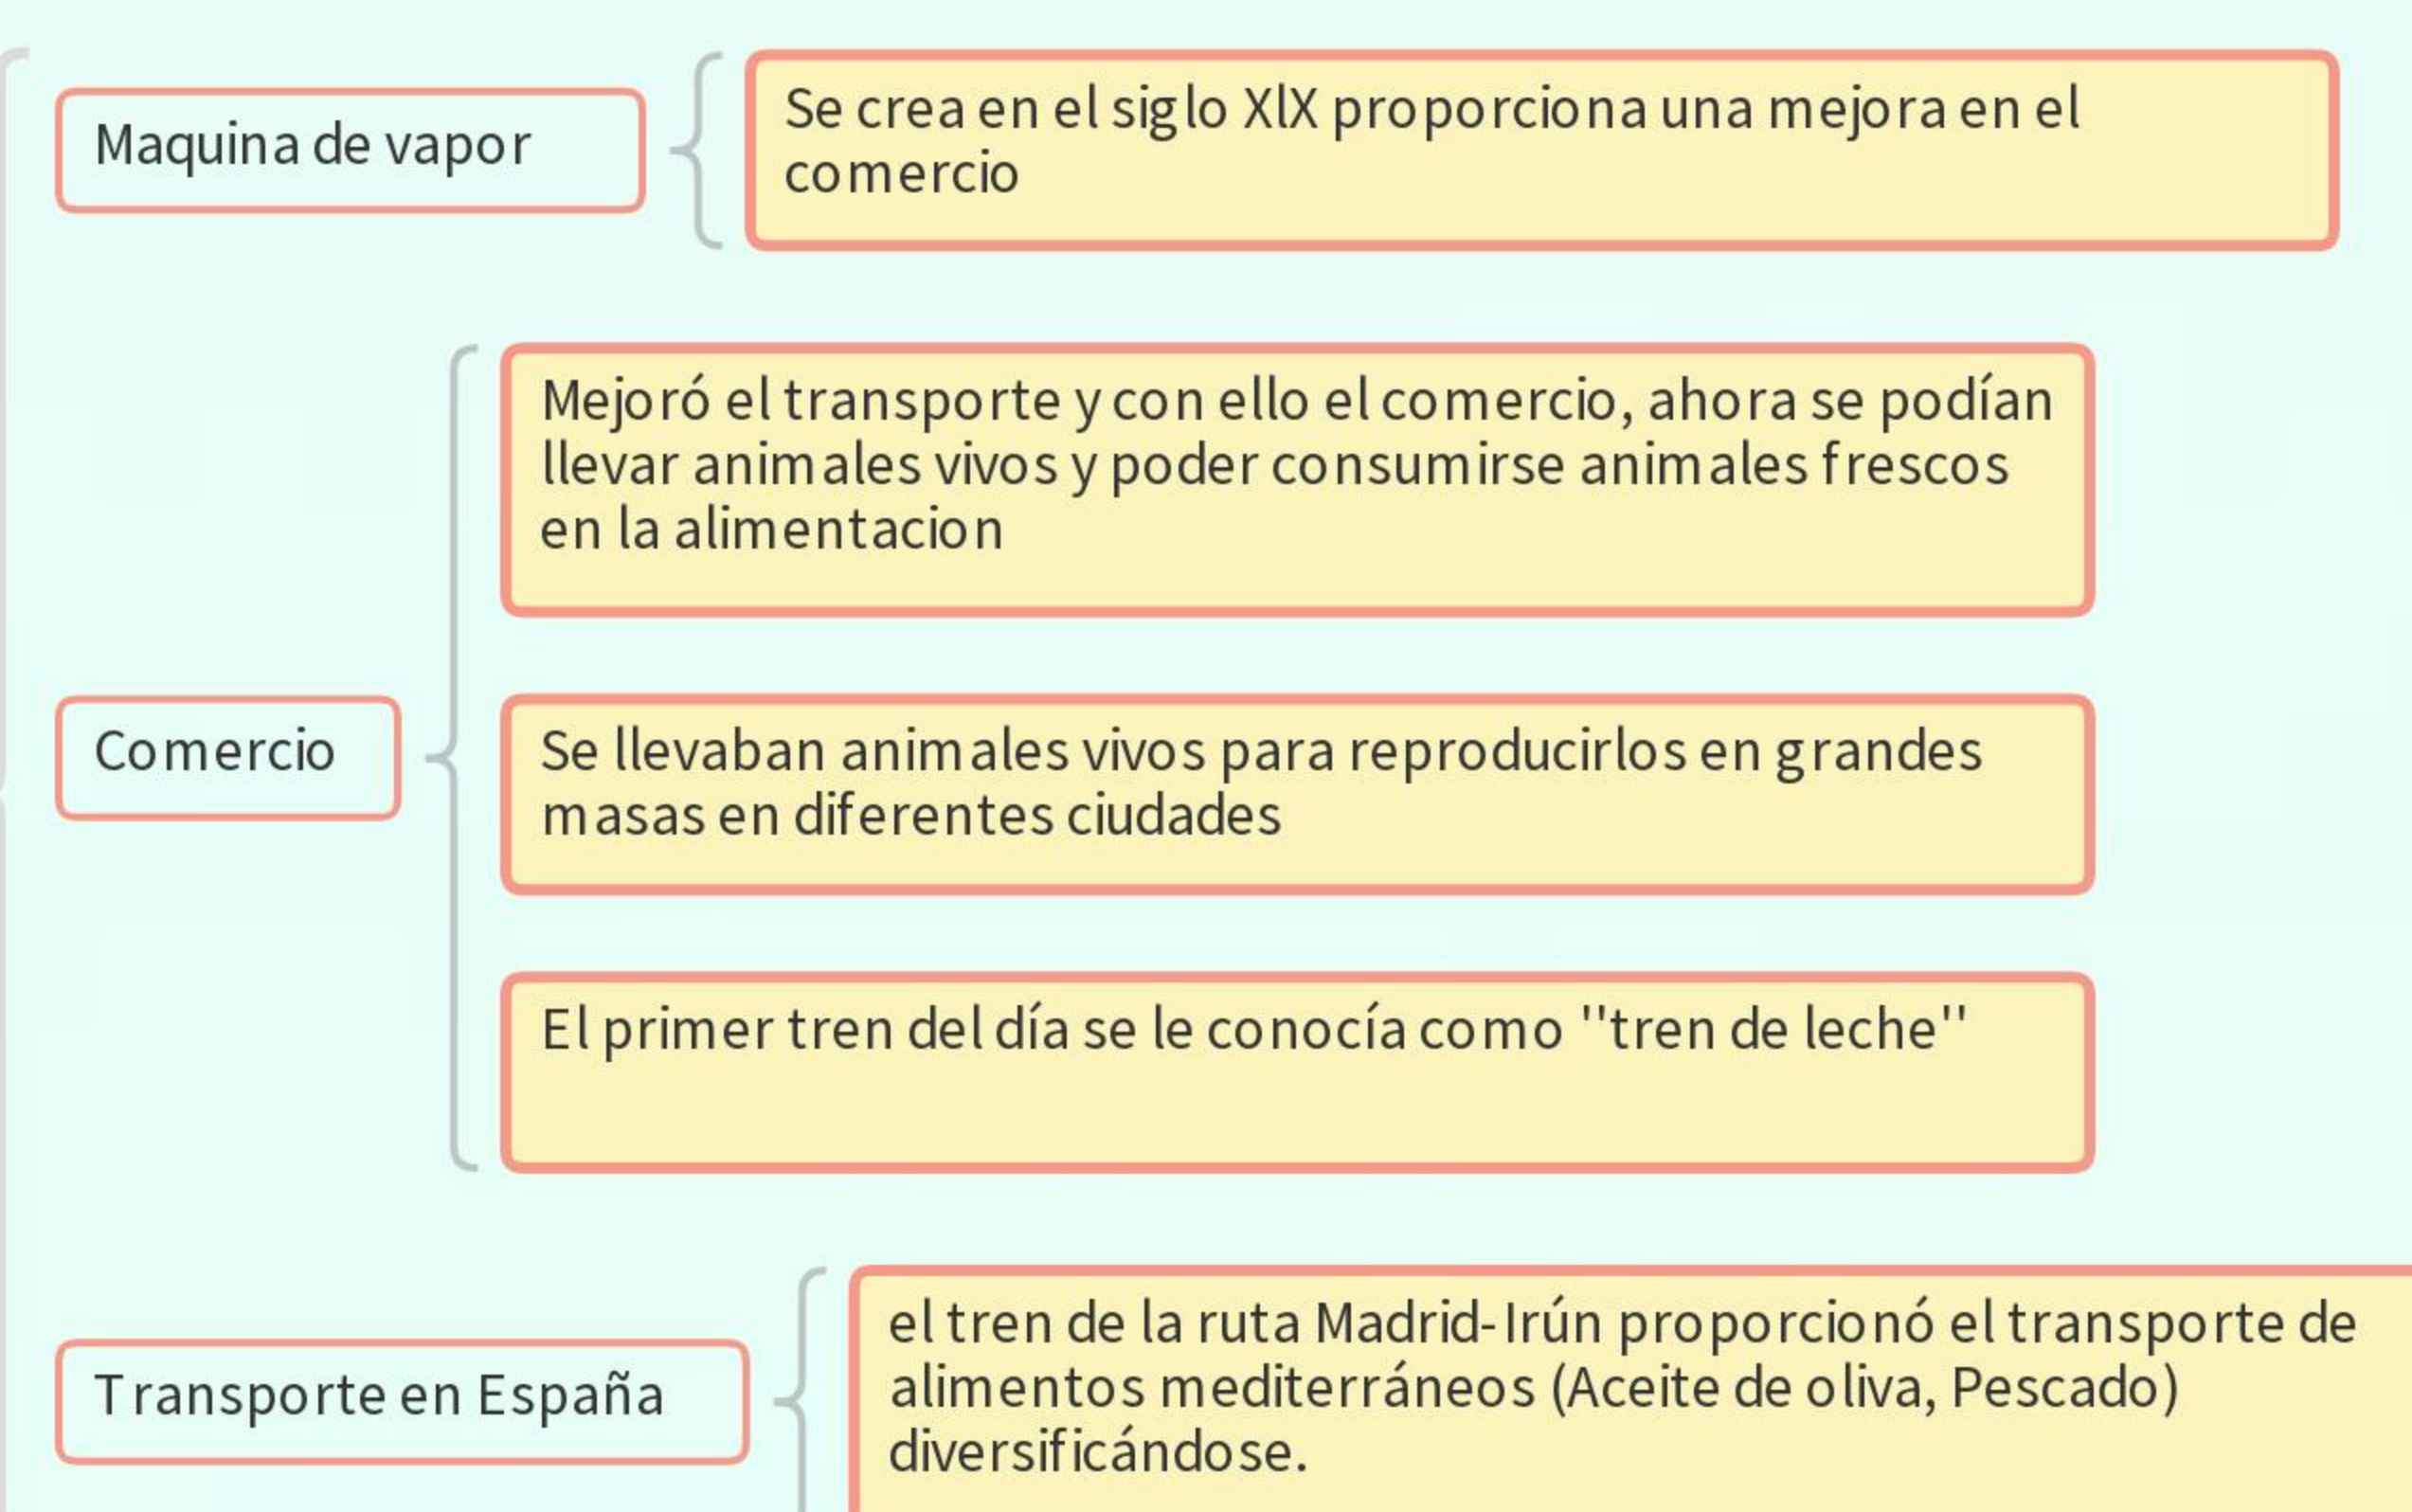 Maquina de vapor
Se crea en el siglo XlX proporciona una mejora en el
comercio
Comercio
Mejoró el transporte y con ello el comercio, ahora se podían
llevar animales vivos y poder consumirse animales frescos
en la alimentacion
Se llevaban animales vivos para reproducirlos en grandes
masas en diferentes ciudades
El primer tren del día se le conocía como ''tren de leche''
Transporte en España
el tren de la ruta Madrid-Irún proporcionó el transporte de
alimentos mediterráneos (Aceite de oliva, Pescado)
diversificándose.